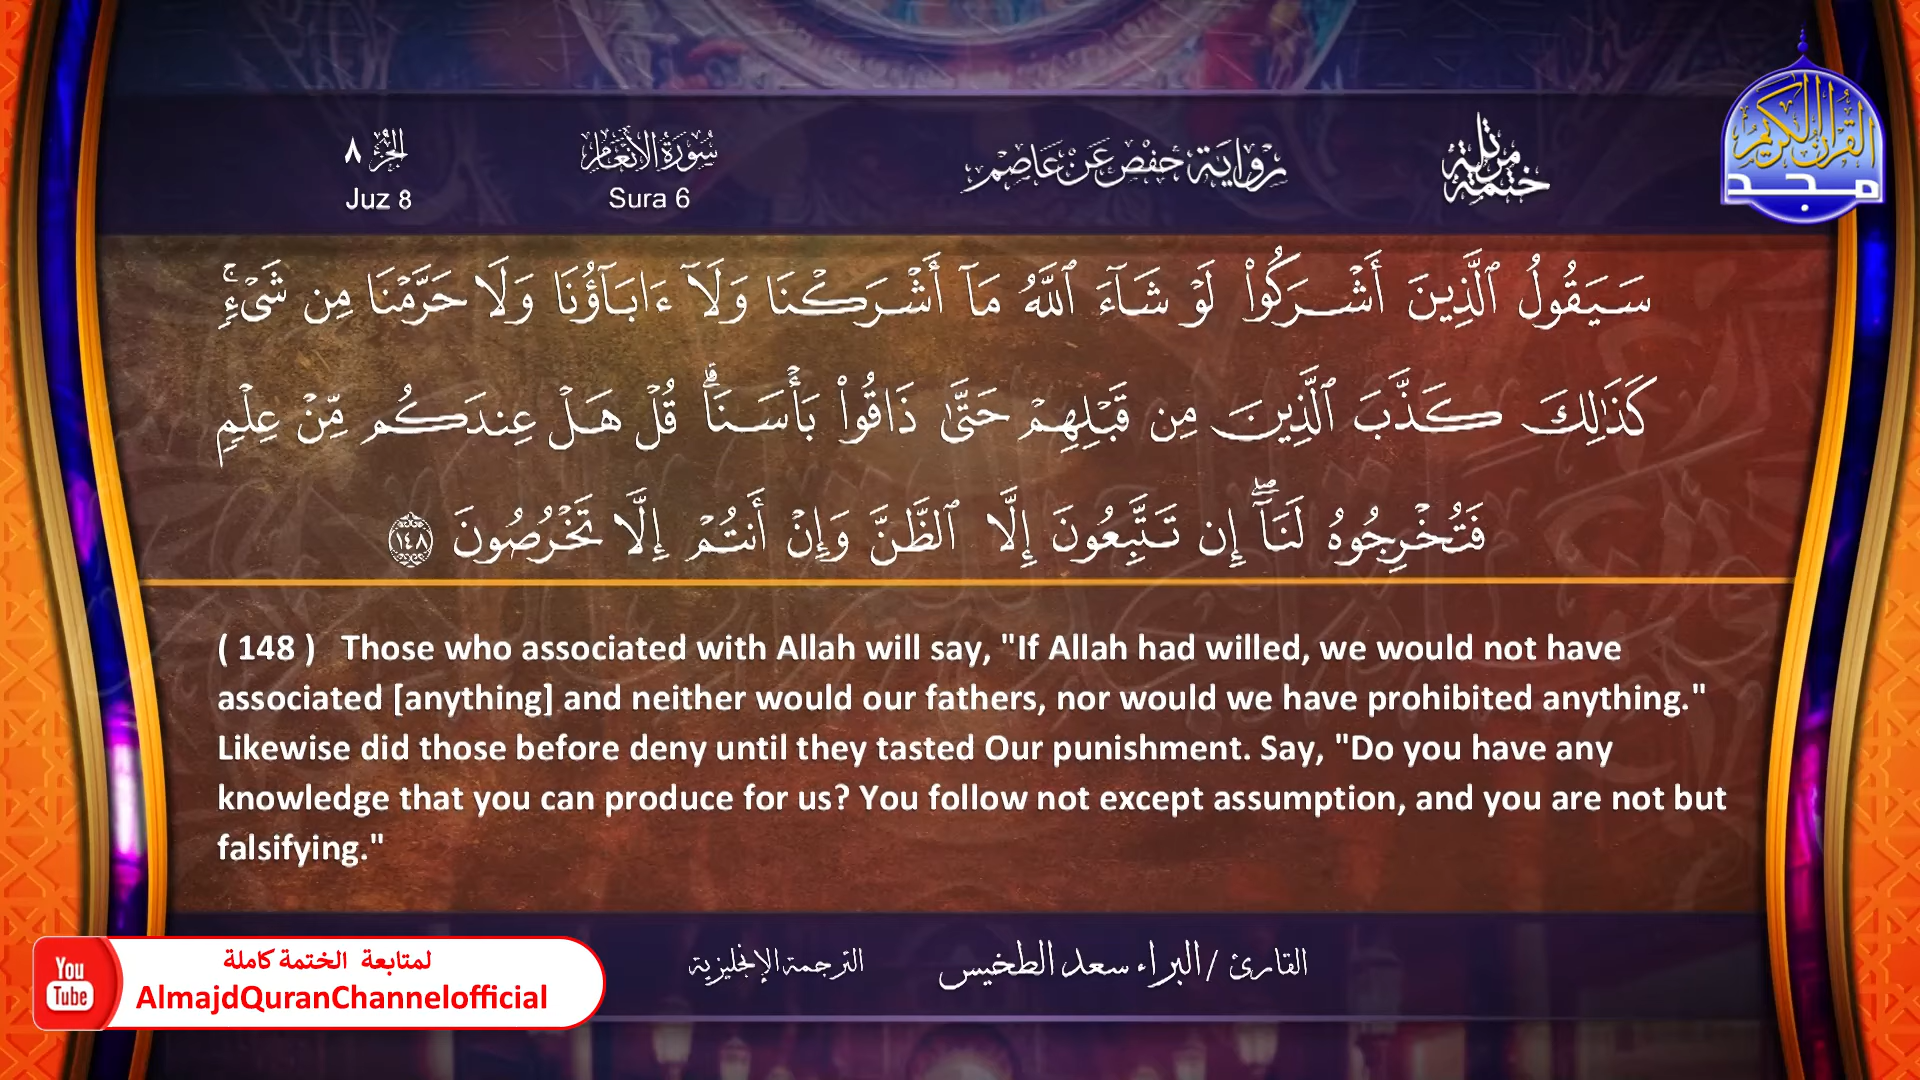 ختمة مرتلة
رواية حفص عن عاصم
سُورَةُ الأَنْعَام
Sura 6
الجزء ٨
Juz 8
القرآن الكريم
مجد
سَيَقُولُ ٱلَّذِينَ أَشْرَكُوا۟ لَوْ شَآءَ ٱللَّهُ مَآ أَشْرَكْنَا وَلَآ ءَابَآؤُنَا وَلَا حَرَّمْنَا مِن شَىْءٍۢ ۚ
كَذَٰلِكَ كَذَّبَ ٱلَّذِينَ مِن قَبْلِهِمْ حَتَّىٰ ذَاقُوا۟ بَأْسَنَا ۗ قُلْ هَلْ عِندَكُم مِّنْ عِلْمٍۢ
فَتُخْرِجُوهُ لَنَآ ۖ إِن تَتَّبِعُونَ إِلَّا ٱلظَّنَّ وَإِنْ أَنتُمْ إِلَّا تَخْرُصُونَ ١٤٨
( 148 ) Those who associated with Allah will say, "If Allah had willed, we would not have
associated [anything] and neither would our fathers, nor would we have prohibited anything."
Likewise did those before deny until they tasted Our punishment. Say, "Do you have any
knowledge that you can produce for us? You follow not except assumption, and you are not but
falsifying."
القارئ / البراء سعد الطخيس
الترجمة الإنجليزية
You
Tube
لمتابعة الختمة كاملة
AlmajdQuranChannelofficial